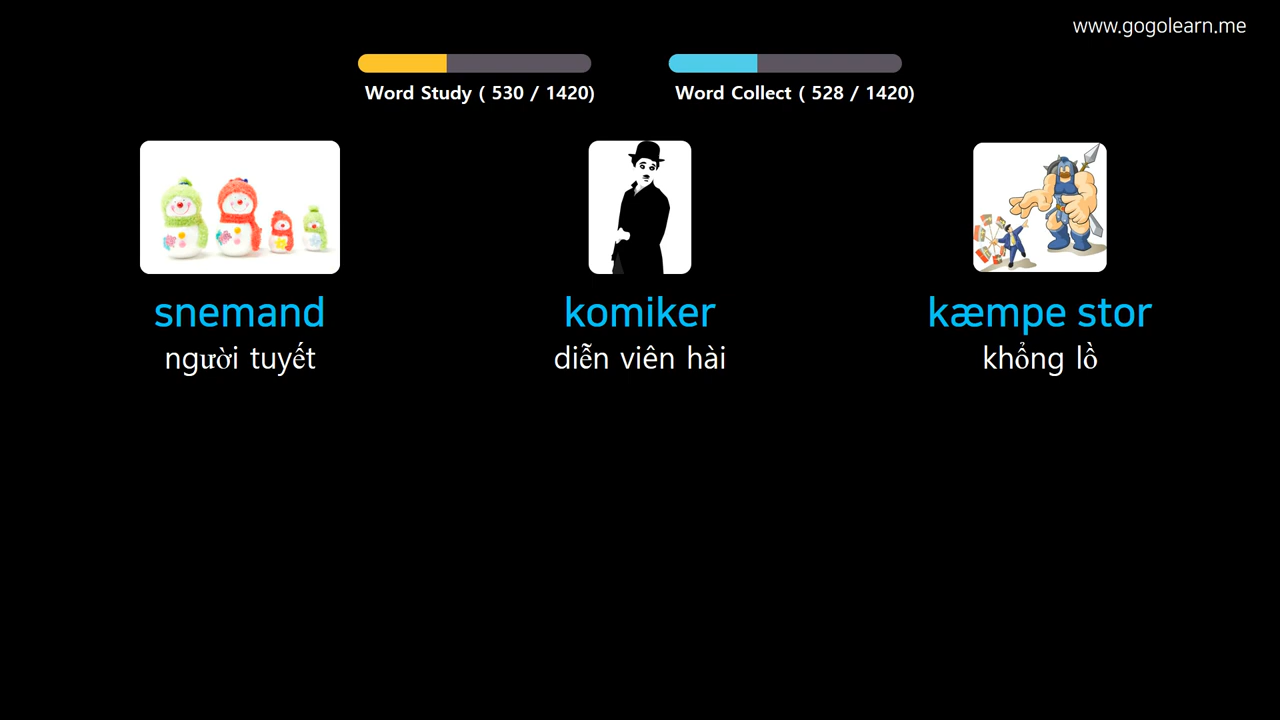 www.gogolearn.me
Word Study ( 530 / 1420)
Word Collect ( 528 / 1420)
snemand
komiker
kæmpe stor
người tuyết
diễn viên hài
khổng lồ